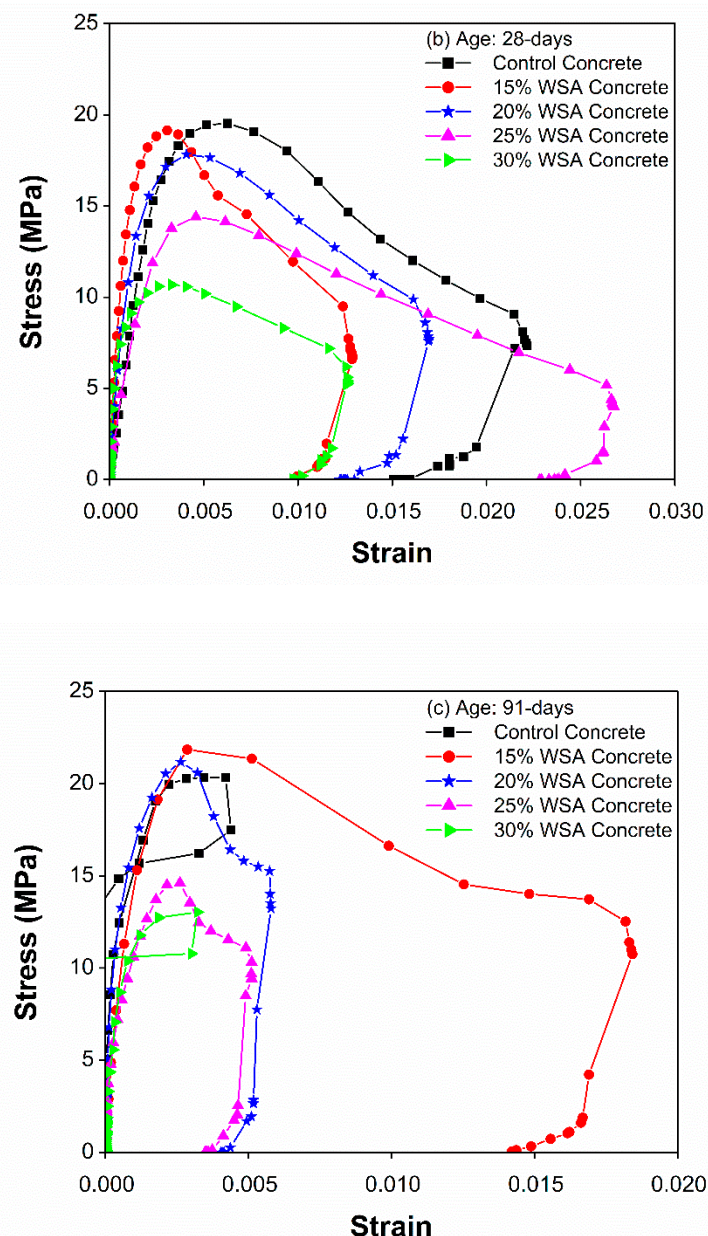 25
20
15
10
5
0
Stress (MPa)
(b) Age: 28-days
Control Concrete
15% WSA Concrete
20% WSA Concrete
25% WSA Concrete
30% WSA Concrete
0.000 0.005 0.010 0.015 0.020 0.025 0.030
Strain
25
20
15
10
5
0
Stress (MPa)
(c) Age: 91-days
Control Concrete
15% WSA Concrete
20% WSA Concrete
25% WSA Concrete
30% WSA Concrete
0.000 0.005 0.010 0.015 0.020
Strain